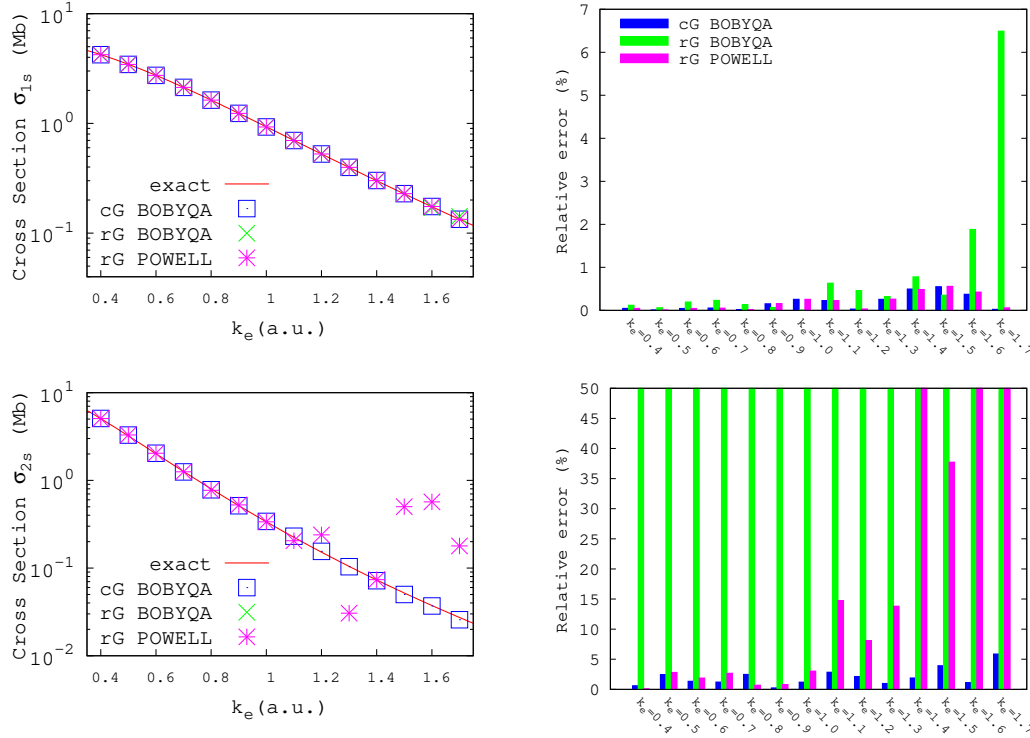 Cross Section σ1s (Mb)
10^1
10^0
10^-1
exact
cG BOBYQA
rG BOBYQA
rG POWELL
0.4 0.6 0.8 1 1.2 1.4 1.6
ke(a.u.)
Relative error (%)
7
6
5
4
3
2
1
0
cG BOBYQA
rG BOBYQA
rG POWELL
ke=0.4 ke=0.5 ke=0.6 ke=0.7 ke=0.8 ke=0.9 ke=1.0 ke=1.1 ke=1.2 ke=1.3 ke=1.4 ke=1.5 ke=1.6 ke=1.7
Cross Section σ2s (Mb)
10^1
10^0
10^-1
10^-2
exact
cG BOBYQA
rG BOBYQA
rG POWELL
0.4 0.6 0.8 1 1.2 1.4 1.6
ke(a.u.)
Relative error (%)
50
45
40
35
30
25
20
15
10
5
0
ke=0.4 ke=0.5 ke=0.6 ke=0.7 ke=0.8 ke=0.9 ke=1.0 ke=1.1 ke=1.2 ke=1.3 ke=1.4 ke=1.5 ke=1.6 ke=1.7